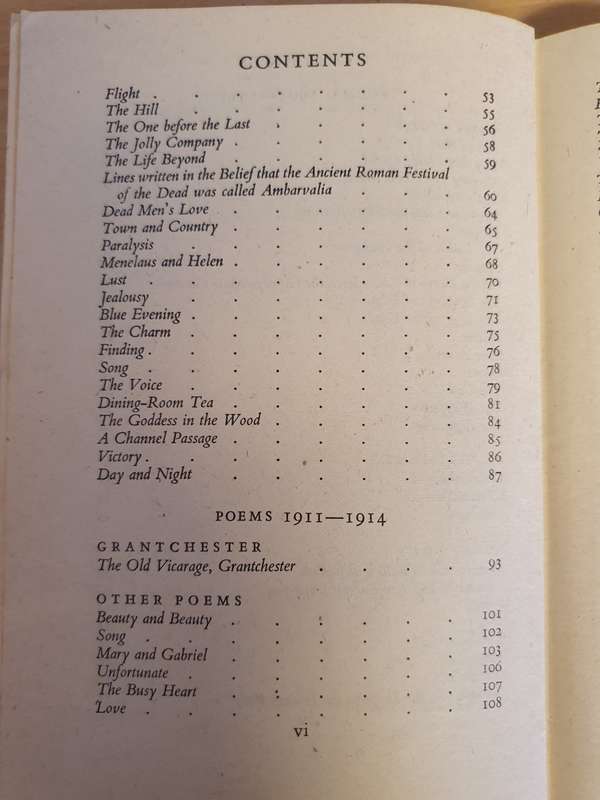 CONTENTS
Flight . . . . . . . . 53
The Hill . . . . . . . 55
The One before the Last . . . . . 56
The Jolly Company . . . . . . 58
The Life Beyond . . . . . . 59
Lines written in the Belief that the Ancient Roman Festival
of the Dead was called Ambarvalia . . . 60
Dead Men's Love . . . . . . 64
Town and Country . . . . . . 65
Paralysis . . . . . . . 67
Menelaus and Helen . . . . . . 68
Lust . . . . . . . . 70
Jealousy . . . . . . . 71
Blue Evening . . . . . . . 73
The Charm . . . . . . . 75
Finding . . . . . . . . 76
Song . . . . . . . . 78
The Voice . . . . . . . 79
Dining-Room Tea . . . . . . 81
The Goddess in the Wood . . . . . 84
A Channel Passage . . . . . . 85
Victory . . . . . . . . 86
Day and Night . . . . . . 87
POEMS 1911—1914
GRANTCHESTER
The Old Vicarage, Grantchester . . . . 93
OTHER POEMS
Beauty and Beauty . . . . . . 101
Song . . . . . . . . 102
Mary and Gabriel . . . . . . 103
Unfortunate . . . . . . . 106
The Busy Heart . . . . . . 107
Love . . . . . . . . 108
vi